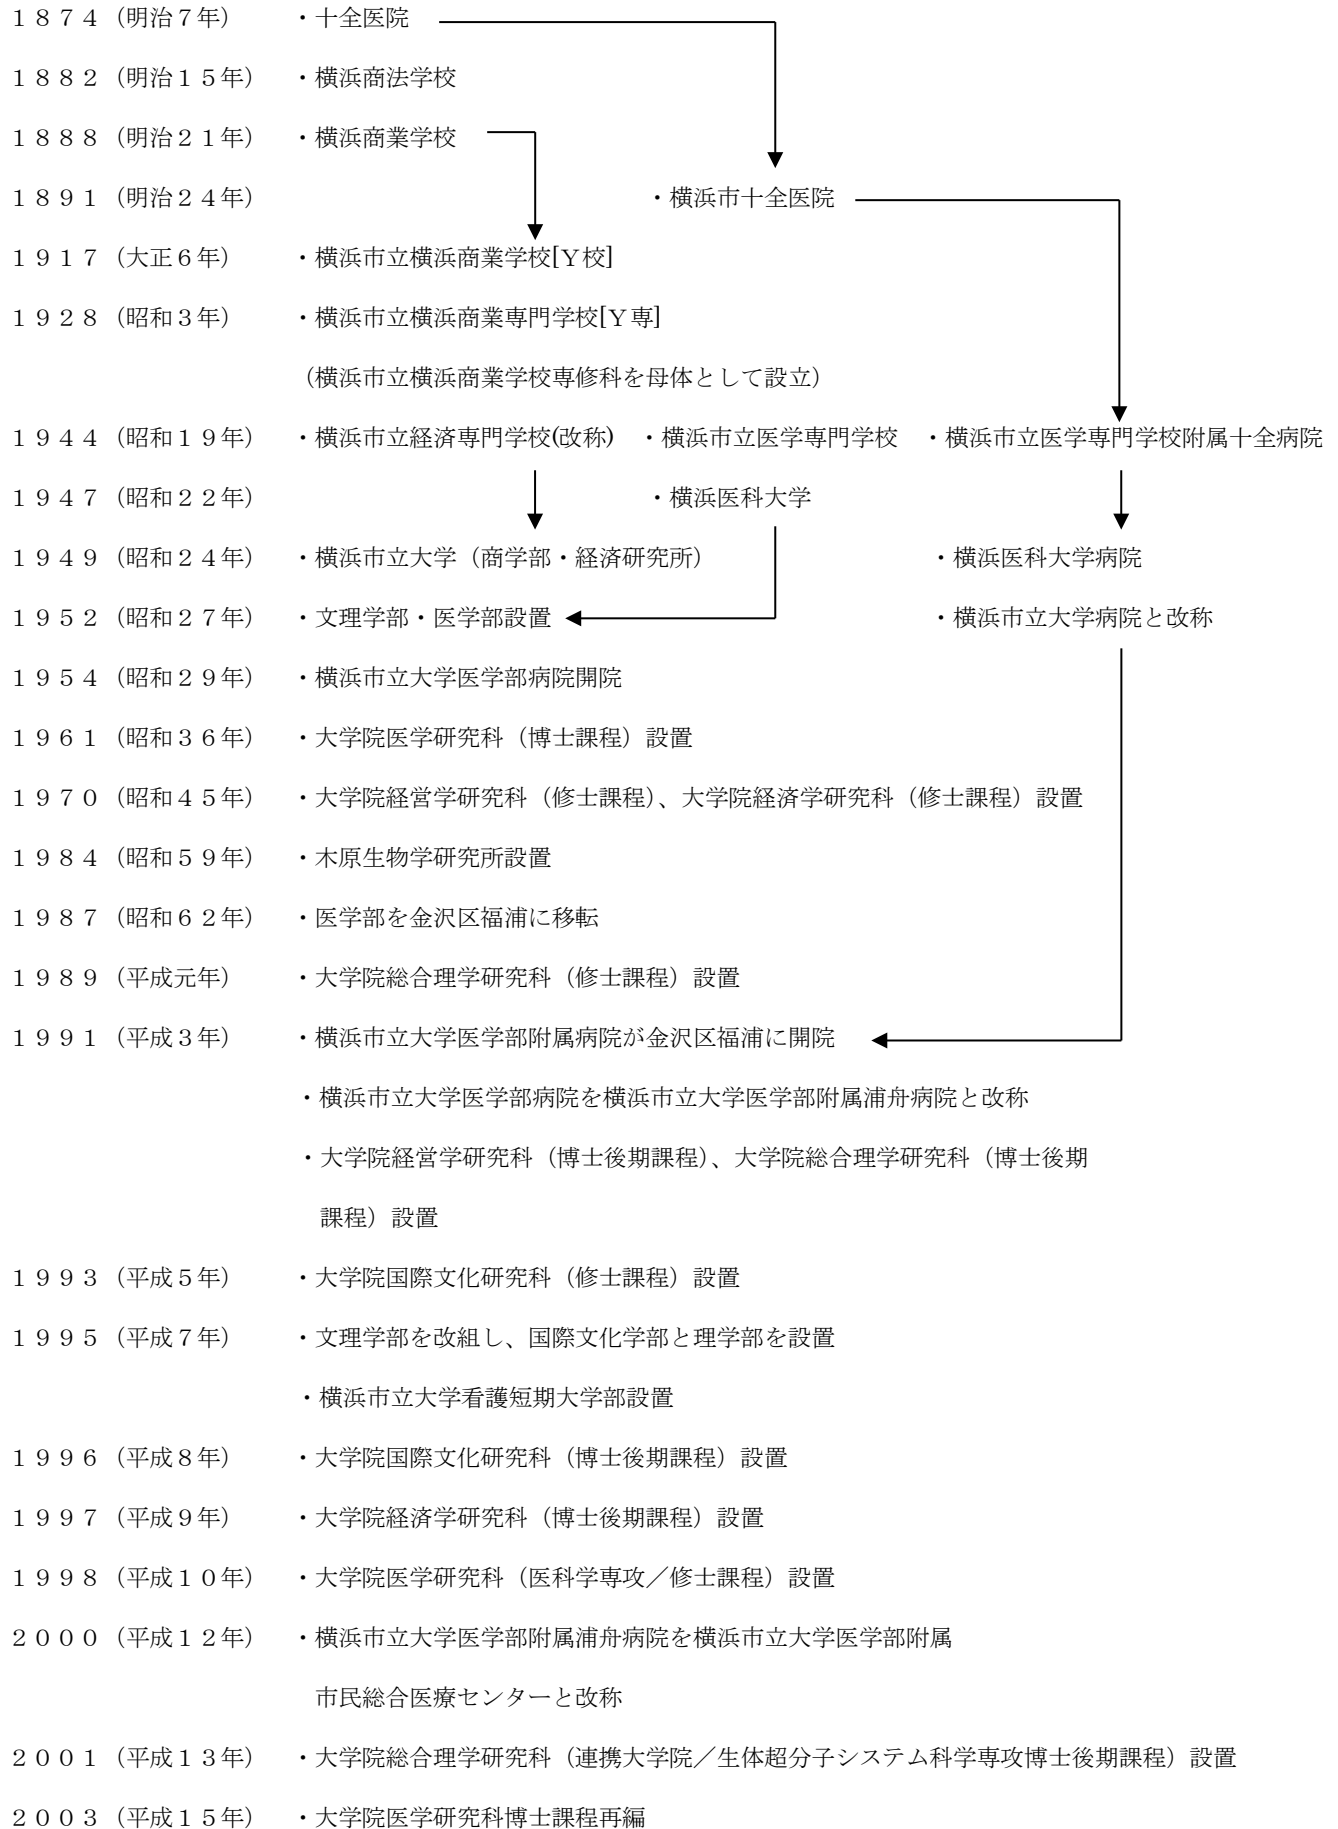 １８７４（明治７年）　・十全医院
１８８２（明治１５年）　・横浜商法学校
１８８８（明治２１年）　・横浜商業学校
１８９１（明治２４年）　・横浜市十全医院
１９１７（大正６年）　・横浜市立横浜商業学校[Ｙ校]
１９２８（昭和３年）　・横浜市立横浜商業専門学校[Ｙ専]
（横浜市立横浜商業学校専修科を母体として設立）
１９４４（昭和１９年）　・横浜市立経済専門学校(改称)　・横浜市立医学専門学校　・横浜市立医学専門学校附属十全病院
１９４７（昭和２２年）　・横浜医科大学
１９４９（昭和２４年）　・横浜市立大学（商学部・経済研究所）　・横浜医科大学病院
１９５２（昭和２７年）　・文理学部・医学部設置　・横浜市立大学病院と改称
１９５４（昭和２９年）　・横浜市立大学医学部病院開院
１９６１（昭和３６年）　・大学院医学研究科（博士課程）設置
１９７０（昭和４５年）　・大学院経営学研究科（修士課程）、大学院経済学研究科（修士課程）設置
１９８４（昭和５９年）　・木原生物学研究所設置
１９８７（昭和６２年）　・医学部を金沢区福浦に移転
１９８９（平成元年）　・大学院総合理学研究科（修士課程）設置
１９９１（平成３年）　・横浜市立大学医学部附属病院が金沢区福浦に開院
・横浜市立大学医学部病院を横浜市立大学医学部附属浦舟病院と改称
・大学院経営学研究科（博士後期課程）、大学院総合理学研究科（博士後期
課程）設置
１９９３（平成５年）　・大学院国際文化研究科（修士課程）設置
１９９５（平成７年）　・文理学部を改組し、国際文化学部と理学部を設置
・横浜市立大学看護短期大学部設置
１９９６（平成８年）　・大学院国際文化研究科（博士後期課程）設置
１９９７（平成９年）　・大学院経済学研究科（博士後期課程）設置
１９９８（平成１０年）　・大学院医学研究科（医科学専攻／修士課程）設置
２０００（平成１２年）　・横浜市立大学医学部附属浦舟病院を横浜市立大学医学部附属
市民総合医療センターと改称
２００１（平成１３年）　・大学院総合理学研究科（連携大学院／生体超分子システム科学専攻博士後期課程）設置
２００３（平成１５年）　・大学院医学研究科博士課程再編